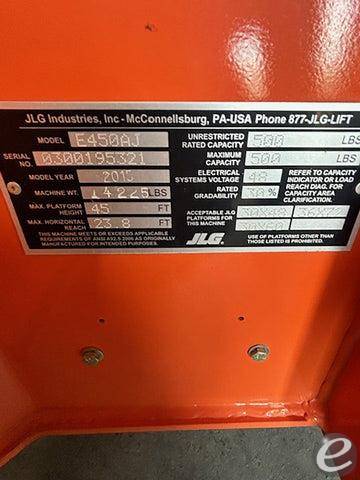 JLG Industries, Inc - McConnellsburg, PA-USA Phone 877-JLG-LIFT
MODEL E450AJ
SERIAL NO. 0300195321
MODEL YEAR 2015
MACHINE WT. LBS
MAX. PLATFORM HEIGHT 45 FT
MAX. HORIZONTAL REACH 23.8 FT
THIS MACHINE MEETS OR EXCEEDS APPLICABLE
REQUIREMENTS OF ANSI A92.5 2006 AS ORIGINALLY
MANUFACTURED FOR INTENDED PURPOSES.
UNRESTRICTED RATED CAPACITY 500 LBS
MAXIMUM CAPACITY 500 LBS
ELECTRICAL SYSTEMS VOLTAGE 48
RATED GRADABILITY 30%
REFER TO CAPACITY
INDICATOR OR LOAD
REACH DIAG. FOR
CAPACITY AREA
CLARIFICATION.
ACCEPTABLE JLG
PLATFORMS FOR
THIS MACHINE
30X48 36X72
30X60
JLG.
USE OF PLATFORMS OTHER THAN
THOSE LISTED IS PROHIBITED.
e